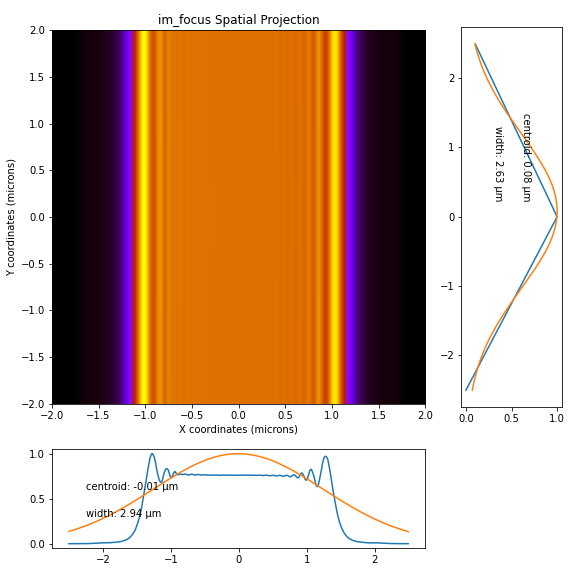 im_focus Spatial Projection
2.0
1.5
1.0
0.5
0.0
−0.5
−1.0
−1.5
−2.0
Y coordinates (microns)
−2.0 −1.5 −1.0 −0.5 0.0 0.5 1.0 1.5 2.0
X coordinates (microns)
2
1
0
−1
−2
centroid: 0.08 μm
width: 2.63 μm
0.0 0.5 1.0
1.0
0.5
0.0
centroid: -0.01 μm
width: 2.94 μm
−2 −1 0 1 2